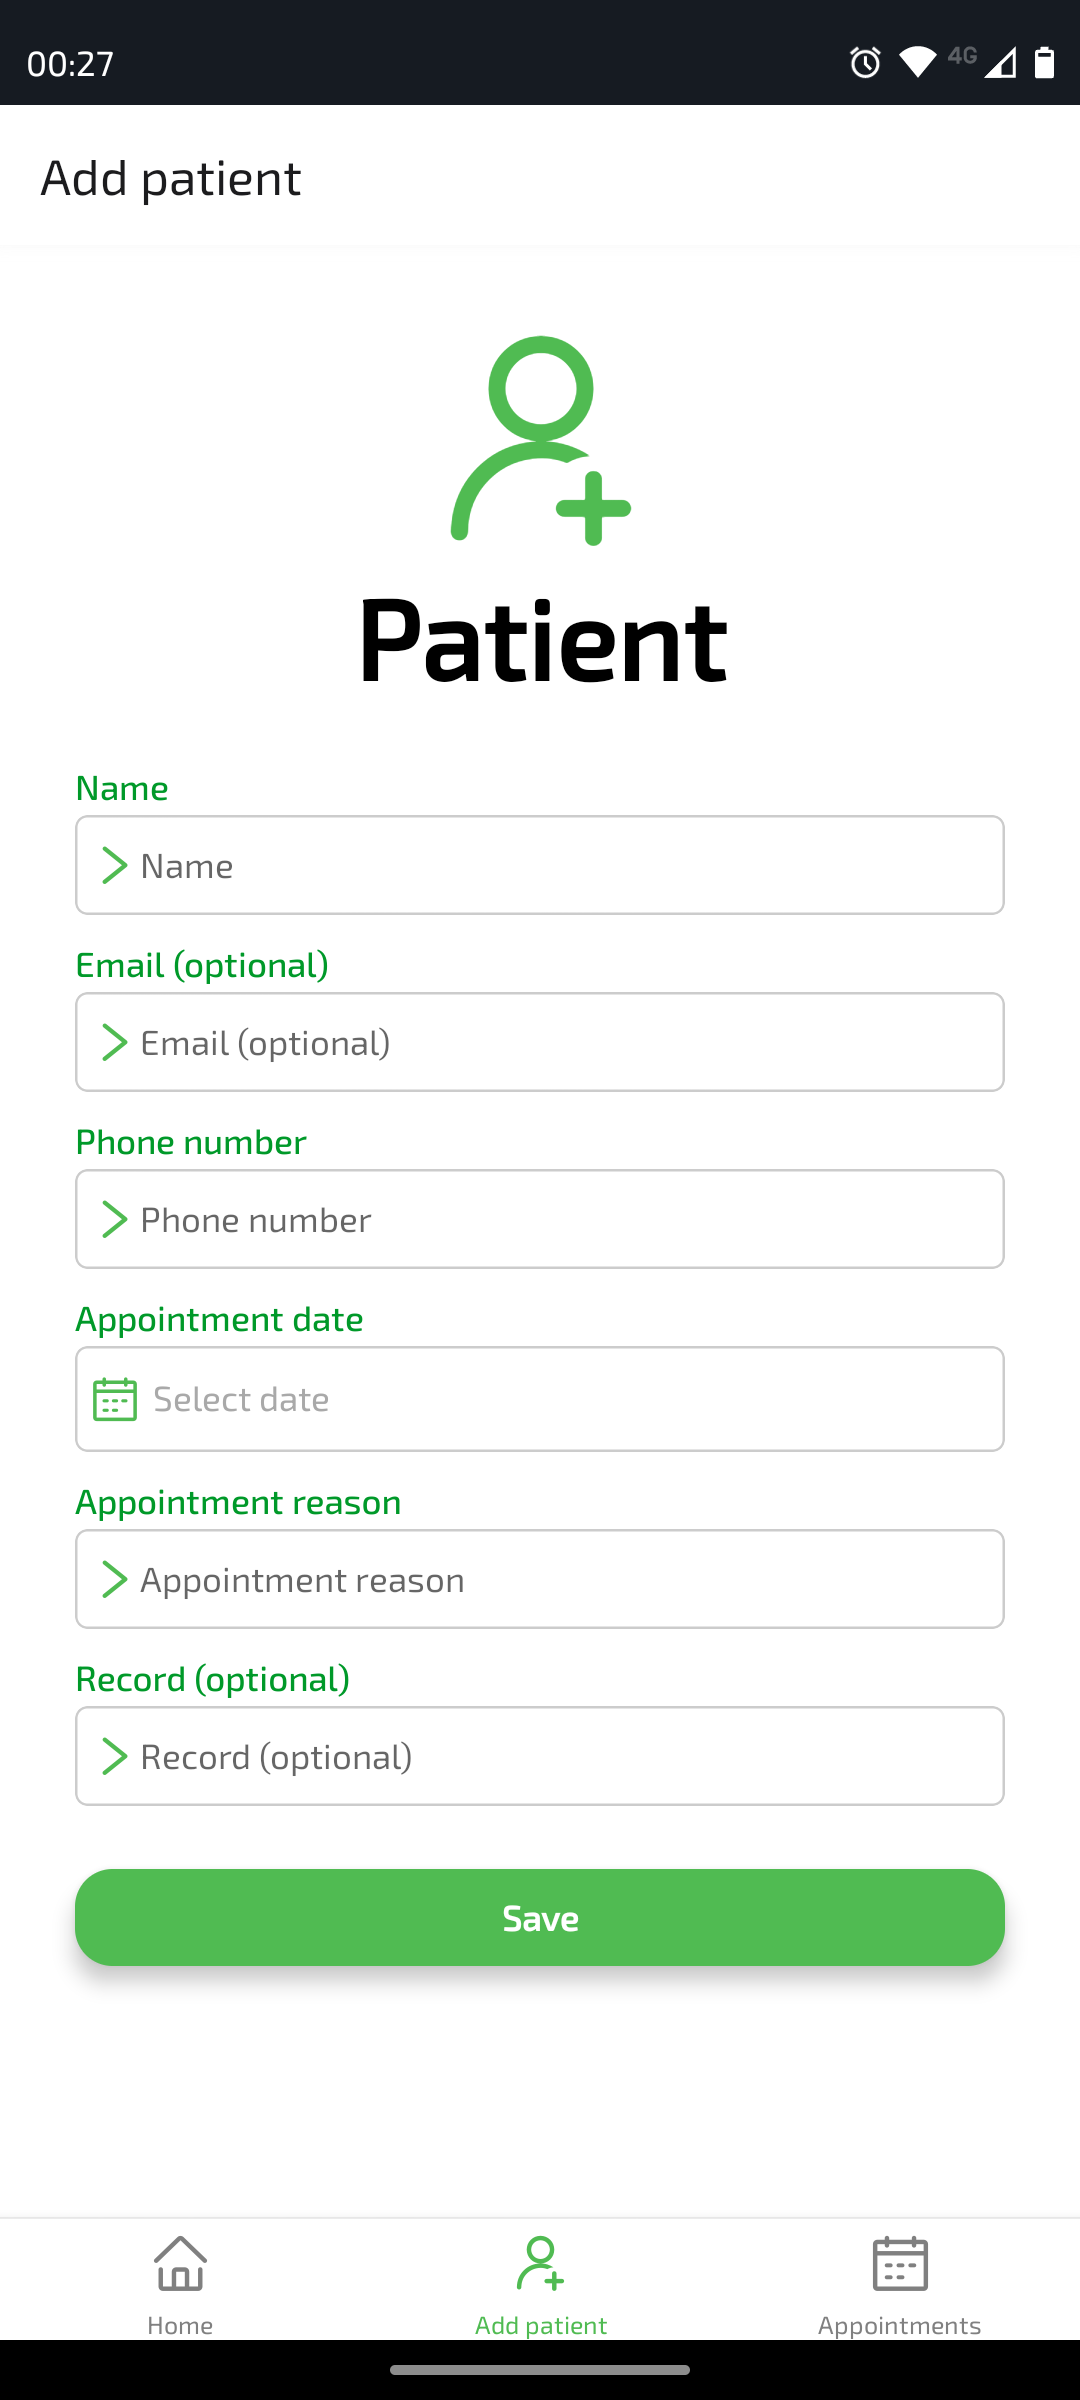 00:27
4G
Add patient
Patient
Name
Name
Email (optional)
Email (optional)
Phone number
Phone number
Appointment date
Select date
Appointment reason
Appointment reason
Record (optional)
Record (optional)
Save
Home
Add patient
Appointments